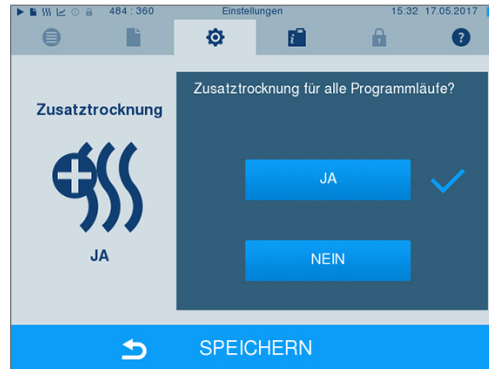 484 : 360 Einstellungen 15:32 17.05.2017
Zusatztrocknung
JA
Zusatztrocknung für alle Programmläufe?
JA
NEIN
SPEICHERN